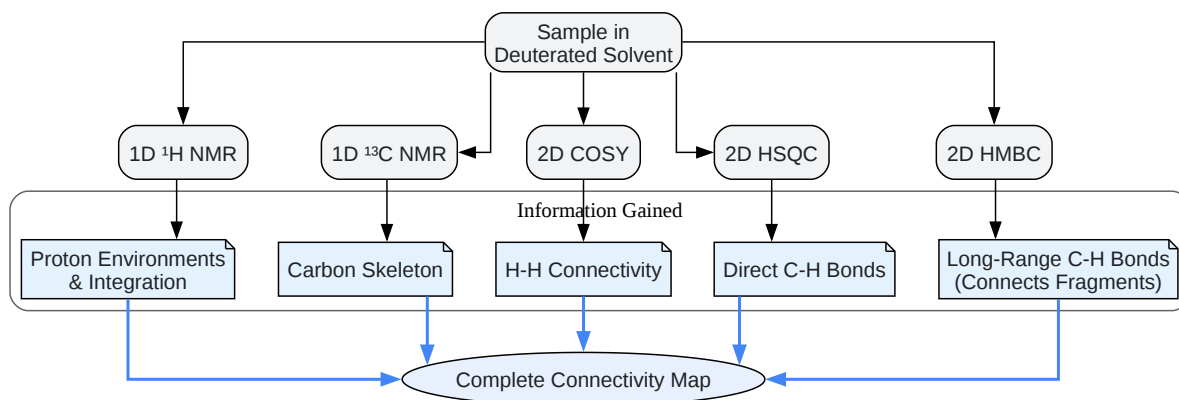 Sample in
Deuterated Solvent
1D ¹H NMR
1D ¹³C NMR
2D COSY
2D HSQC
2D HMBC
Information Gained
Proton Environments
& Integration
Carbon Skeleton
H-H Connectivity
Direct C-H Bonds
Long-Range C-H Bonds
(Connects Fragments)
Complete Connectivity Map